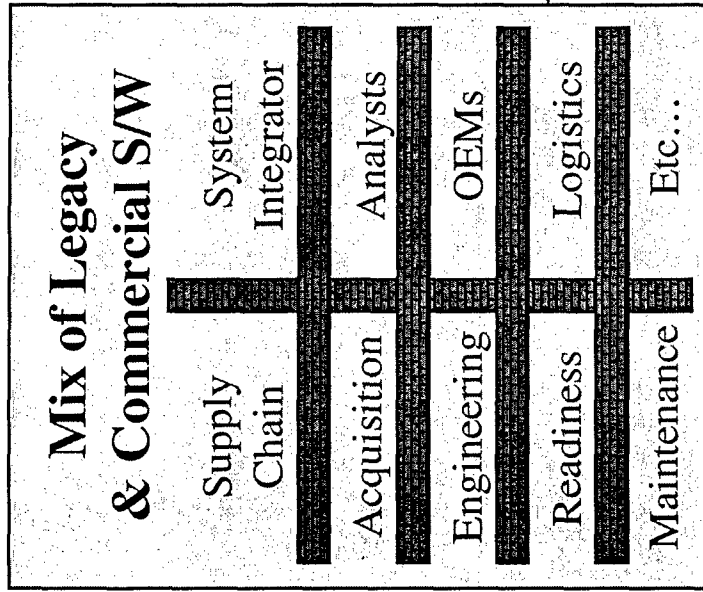 Mix of Legacy
& Commercial S/W
Supply
Chain
System
Integrator
Acquisition
Analysts
Engineering
OEMs
Readiness
Logistics
Maintenance
Etc...